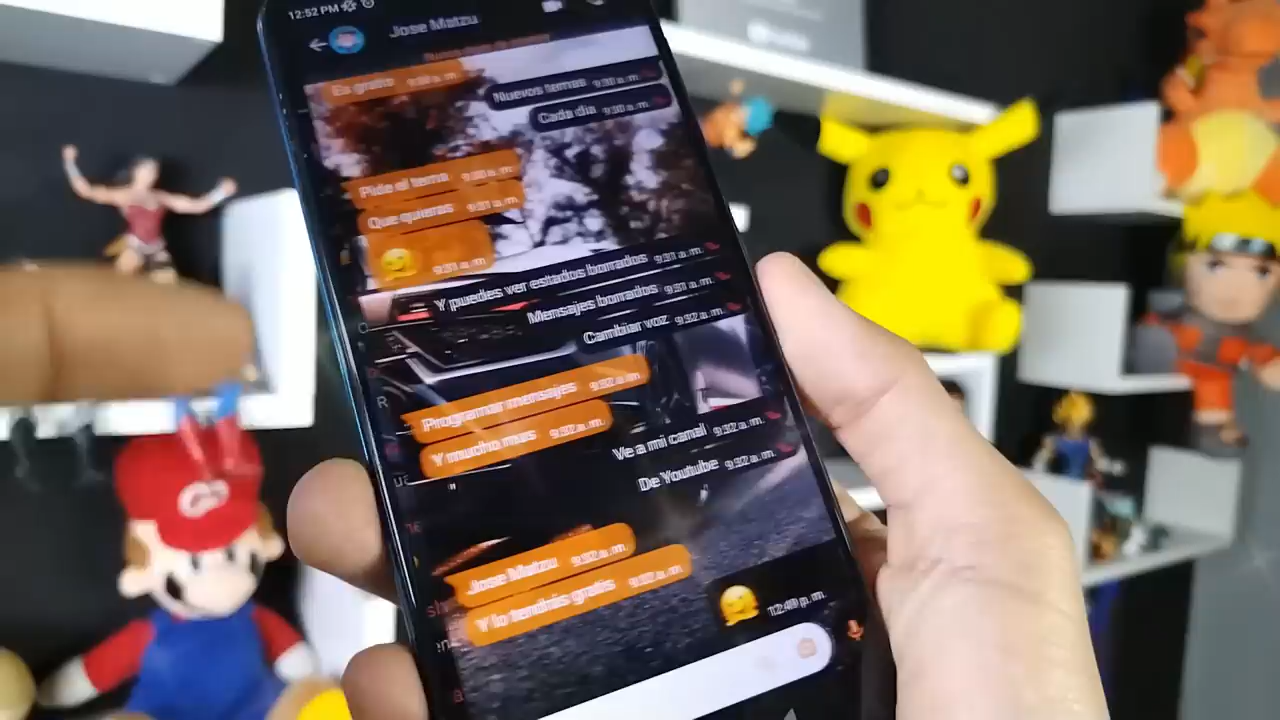 12:52 PM
Jose Matzu
Es gratis 9:30 a. m.
Nuevos temas 9:30 a. m.
Cada dia 9:30 a. m.
Pide el tema 9:30 a. m.
Que quieras 9:31 a. m.
9:31 a. m.
Y puedes ver estados borrados 9:31 a. m.
Mensajes borrados 9:31 a. m.
Cambiar voz 9:32 a. m.
Programar mensajes 9:32 a. m.
Y mucho mas 9:32 a. m.
Ve a mi canal 9:32 a. m.
De Youtube 9:32 a. m.
Jose Matzu 9:32 a. m.
Y lo tendrás gratis 9:32 a. m.
12:49 p. m.